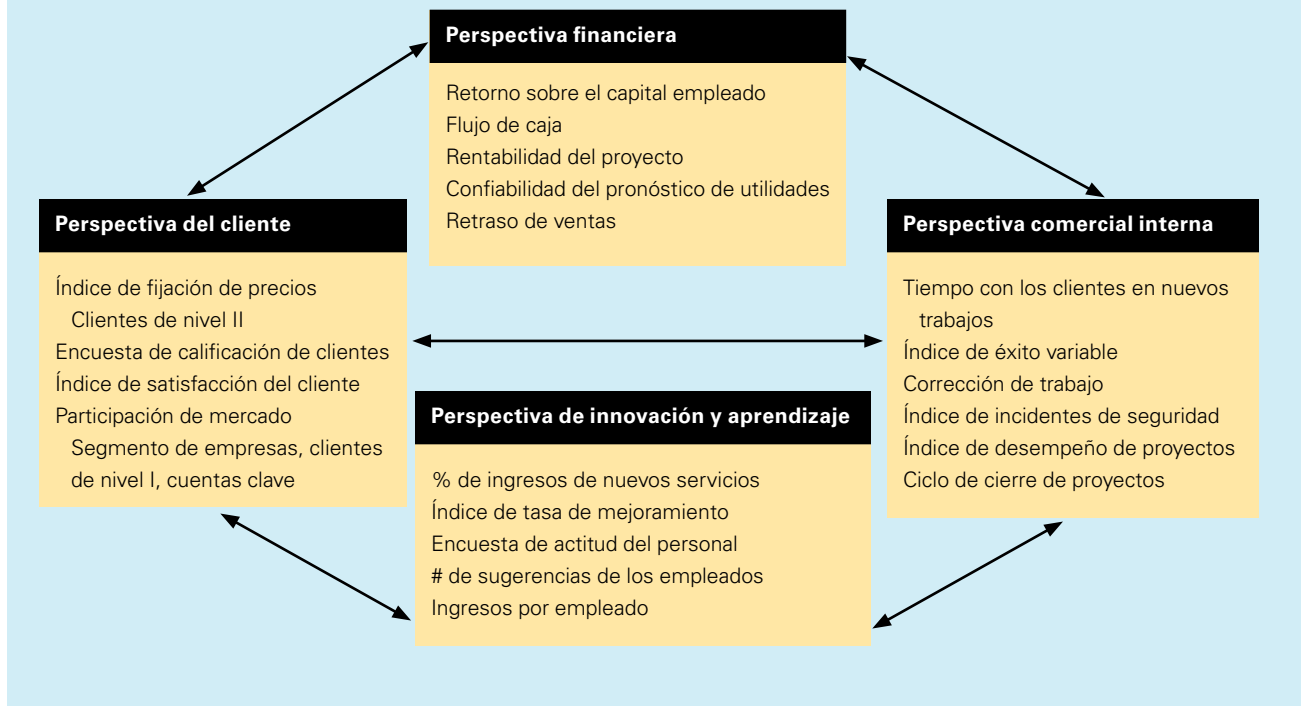 Perspectiva financiera
Retorno sobre el capital empleado
Flujo de caja
Rentabilidad del proyecto
Confiabilidad del pronóstico de utilidades
Retraso de ventas
Perspectiva del cliente
Índice de fijación de precios
Clientes de nivel II
Encuesta de calificación de clientes
Índice de satisfacción del cliente
Participación de mercado
Segmento de empresas, clientes
de nivel I, cuentas clave
Perspectiva comercial interna
Tiempo con los clientes en nuevos
trabajos
Índice de éxito variable
Corrección de trabajo
Índice de incidentes de seguridad
Índice de desempeño de proyectos
Ciclo de cierre de proyectos
Perspectiva de innovación y aprendizaje
% de ingresos de nuevos servicios
Índice de tasa de mejoramiento
Encuesta de actitud del personal
# de sugerencias de los empleados
Ingresos por empleado